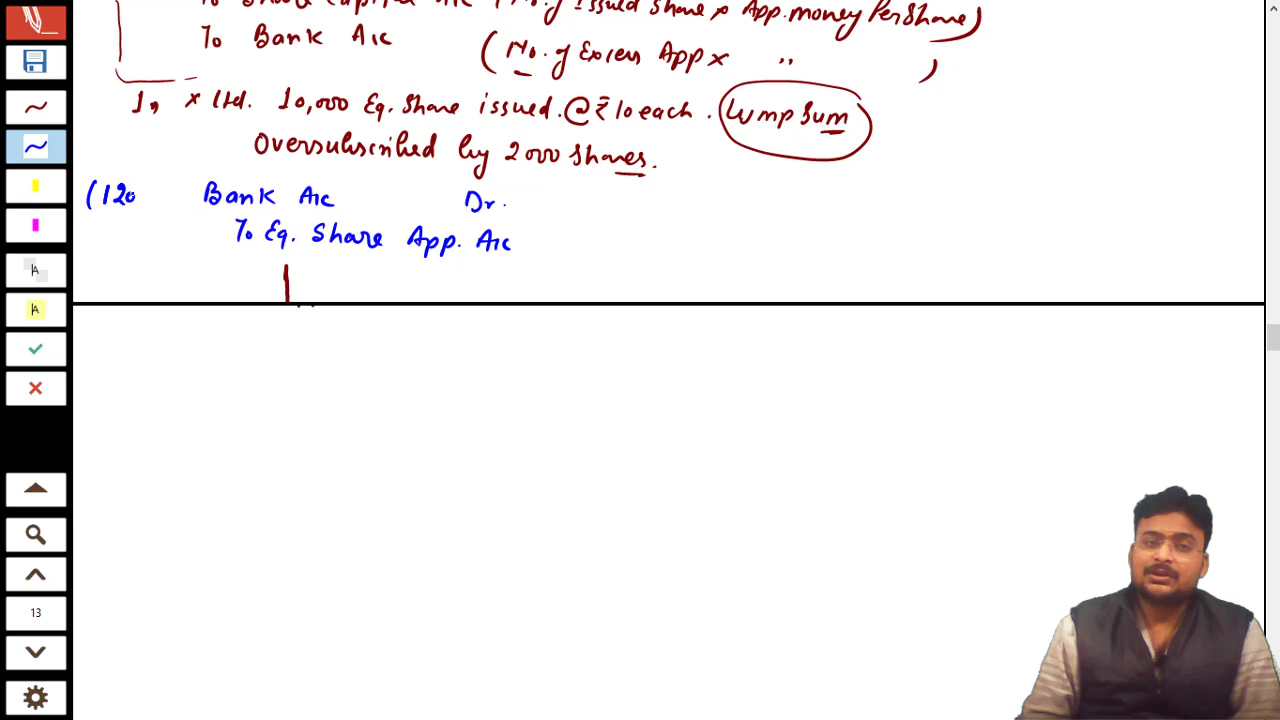 To Share Capital A/c (No. of Issued Share x App. money Per Share)
To Bank A/c (No. of Excess App x ,, )
1, x Ltd. 10,000 Eq. Share issued @ ₹10 each. Lump Sum
Oversubscribed by 2000 Shares.
(120 Bank A/c Dr.
To Eq. Share App. A/c
A
A
13